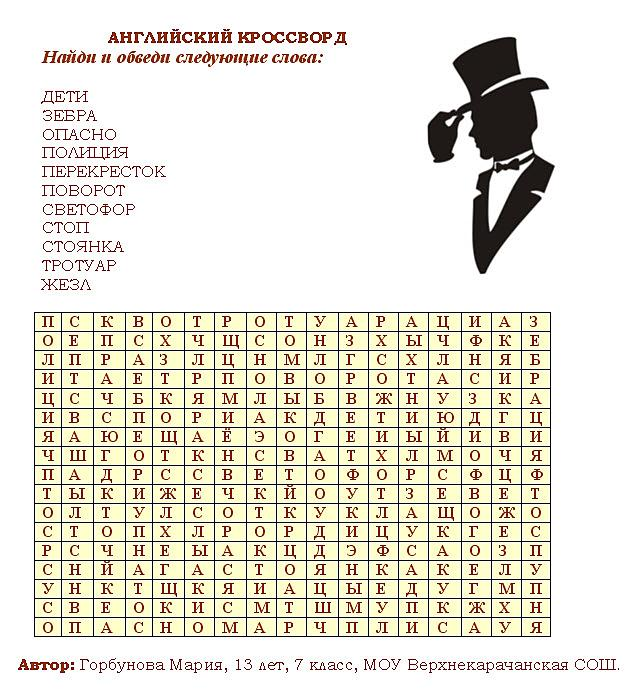 АНГЛИЙСКИЙ КРОССВОРД
Найди и обведи следующие слова:
ДЕТИ
ЗЕБРА
ОПАСНО
ПОЛИЦИЯ
ПЕРЕКРЕСТОК
ПОВОРОТ
СВЕТОФОР
СТОП
СТОЯНКА
ТРОТУАР
ЖЕЗЛ
П С К В О Т Р О Т У А Р А Ц И А З
О Е П С Х Ч Щ С О Н З Х Ы Ч Ф К Е
Л П Р А З Л Ц Н М Л Г С Х Л Н Я Б
И Т А Е Т Р П О В О Р О Т А С И Р
Ц С Ч Б К Я М Л Ы Б В Ж Н У З К А
И В С П О Р И А К Д Е Т И Ю Д Г Ц
Я А Ю Е Щ А Ё Э О Г Е И Ы Й И В И
Ч Ш Г О Т К Н С В А Т Х Л М О Ч Я
П А Д Р С С В Е Т О Ф О Р С Ф Ц Ф
Т Ы К И Ж Е Ч К Й О У Т З Е В Е Т
О Л Т У Л С О Т К У К Л А Щ О Ж О
С Т О П Х Л Р О Р Д И Ц У К Г Е С
Р С Ч Н Е Ы А К Ц Д Э Ф С А О З П
С Н Й А Г А С Т О Я Н К А К Е Л У
У Н К Т Щ К Я И А Ц Ы Е Д У Г М П
С В Е О К И С М Т Ш М У П К Ж Х Н
О П А С Н О М А Р Ч П Л И С А У Я
Автор: Горбунова Мария, 13 лет, 7 класс, МОУ Верхнекарачанская СОШ.